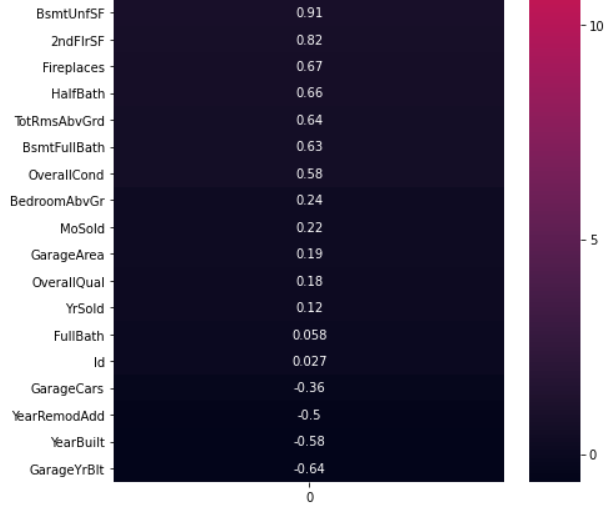 BsmtUnfSF 0.91
2ndFlrSF 0.82
Fireplaces 0.67
HalfBath 0.66
TotRmsAbvGrd 0.64
BsmtFullBath 0.63
OverallCond 0.58
BedroomAbvGr 0.24
MoSold 0.22
GarageArea 0.19
OverallQual 0.18
YrSold 0.12
FullBath 0.058
Id 0.027
GarageCars -0.36
YearRemodAdd -0.5
YearBuilt -0.58
GarageYrBlt -0.64
0
10
5
0